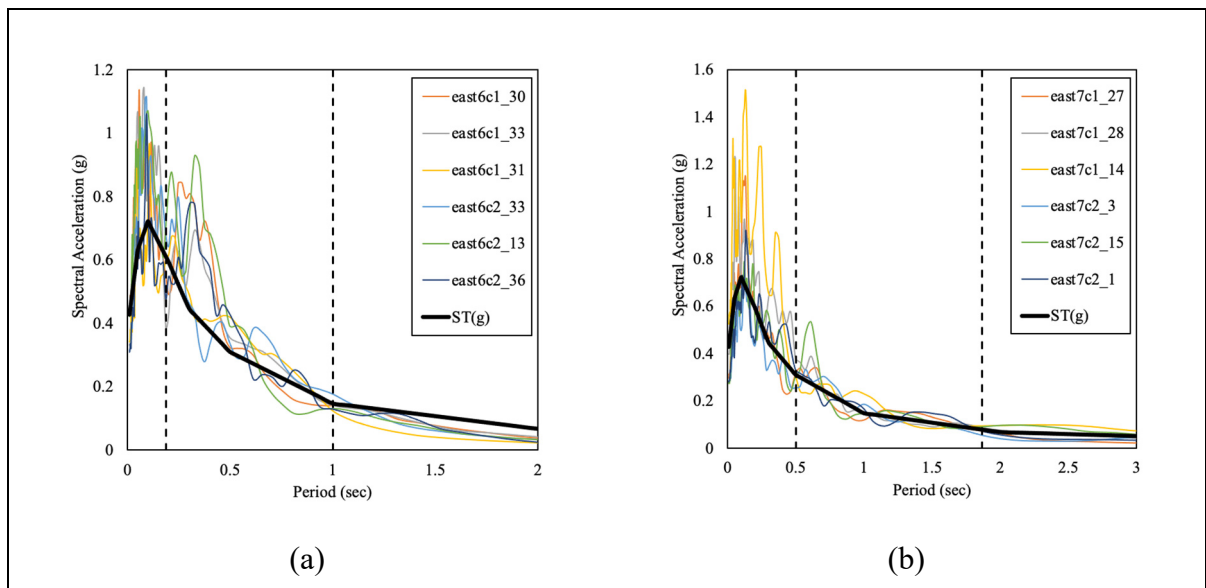 1.2
1
0.8
0.6
0.4
0.2
0
Spectral Acceleration (g)
0
0.5
1
1.5
2
Period (sec)
east6c1_30
east6c1_33
east6c1_31
east6c2_33
east6c2_13
east6c2_36
ST(g)
(a)
1.6
1.4
1.2
1
0.8
0.6
0.4
0.2
0
Spectral Acceleration (g)
0
0.5
1
1.5
2
2.5
3
Period (sec)
east7c1_27
east7c1_28
east7c1_14
east7c2_3
east7c2_15
east7c2_1
ST(g)
(b)